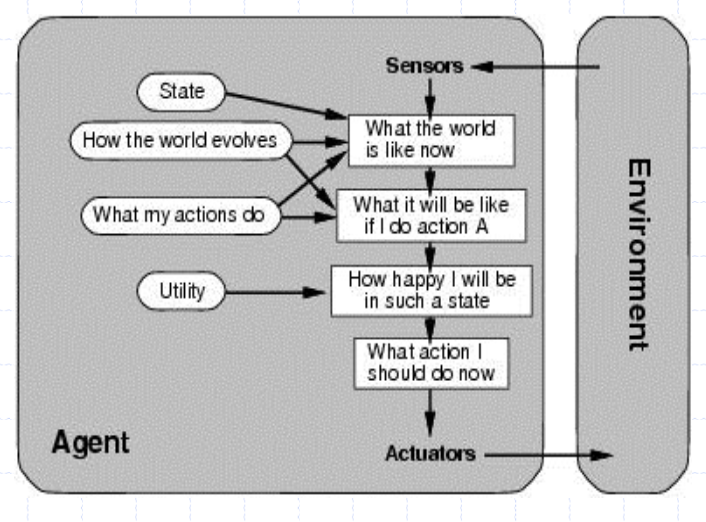 Sensors
State
What the world
is like now
How the world evolves
What it will be like
if I do action A
What my actions do
How happy I will be
in such a state
Utility
What action I
should do now
Agent
Actuators
Environment